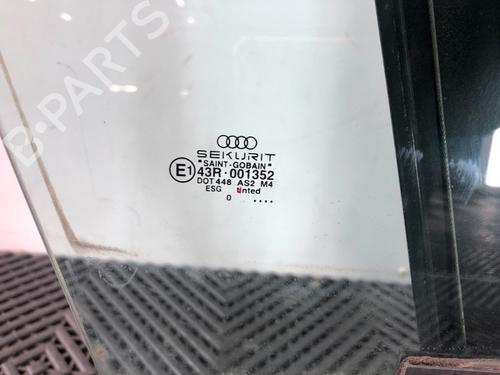 B-PARTS
SEKURIT
"SAINT-GOBAIN"
E1 43R-001352
DOT 448 AS2 M4
ESG tinted
0 ....